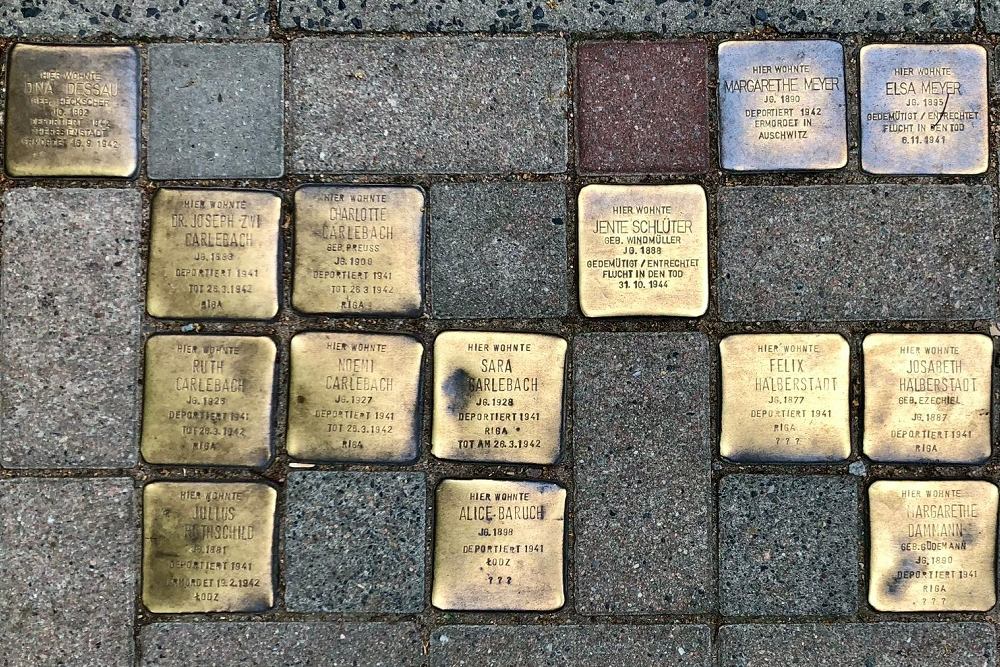 HIER WOHNTE
DINA DESSAU
GEB. BECKSCHER
JG. 1862
DEPORTIERT 1942
THERESIENSTADT
ERMORDET 16.9.1942
HIER WOHNTE
MARGARETHE MEYER
JG. 1890
DEPORTIERT 1942
ERMORDET IN
AUSCHWITZ
HIER WOHNTE
ELSA MEYER
JG. 1895
GEDEMÜTIGT / ENTRECHTET
FLUCHT IN DEN TOD
6.11.1941
HIER WOHNTE
DR. JOSEPH ZWI
CARLEBACH
JG. 1883
DEPORTIERT 1941
TOT 26.3.1942
RIGA
HIER WOHNTE
CHARLOTTE
CARLEBACH
GEB. PREUSS
JG. 1900
DEPORTIERT 1941
TOT 26.3.1942
RIGA
HIER WOHNTE
JENTE SCHLÜTER
GEB. WINDMÜLLER
JG. 1888
GEDEMÜTIGT / ENTRECHTET
FLUCHT IN DEN TOD
31.10.1944
HIER WOHNTE
RUTH
CARLEBACH
JG. 1926
DEPORTIERT 1941
TOT 26.3.1942
RIGA
HIER WOHNTE
NOEMI
CARLEBACH
JG. 1927
DEPORTIERT 1941
TOT 26.3.1942
RIGA
HIER WOHNTE
SARA
CARLEBACH
JG. 1928
DEPORTIERT 1941
RIGA
TOT AM 26.3.1942
HIER WOHNTE
FELIX
HALBERSTADT
JG. 1877
DEPORTIERT 1941
RIGA
? ? ?
HIER WOHNTE
JOSABETH
HALBERSTADT
GEB. EZECHIEL
JG. 1887
DEPORTIERT 1941
RIGA
HIER WOHNTE
JULIUS
ROTHSCHILD
JG. 1881
DEPORTIERT 1941
ERMORDET 19.2.1942
ŁODZ
HIER WOHNTE
ALICE BARUCH
JG. 1898
DEPORTIERT 1941
ŁODZ
? ? ?
HIER WOHNTE
MARGARETHE
DAMMANN
GEB. GÜDEMANN
JG. 1890
DEPORTIERT 1941
RIGA
? ? ?